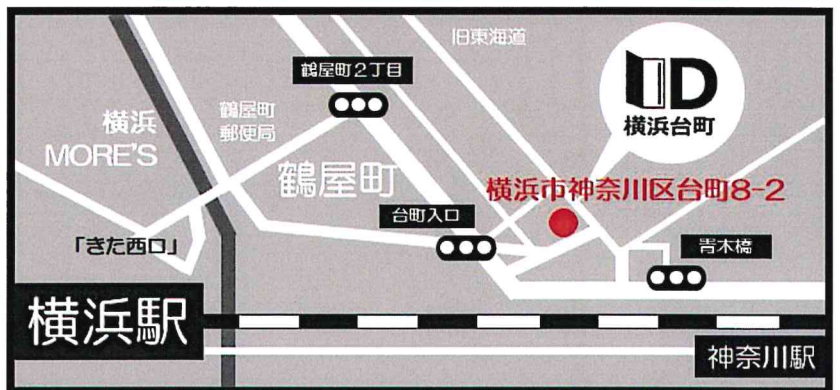 旧東海道
鶴屋町2丁目
D
横浜台町
横浜
MORE'S
鶴屋町
郵便局
鶴屋町
横浜市神奈川区台町8-2
台町入口
青木橋
「きた西口」
横浜駅
神奈川駅